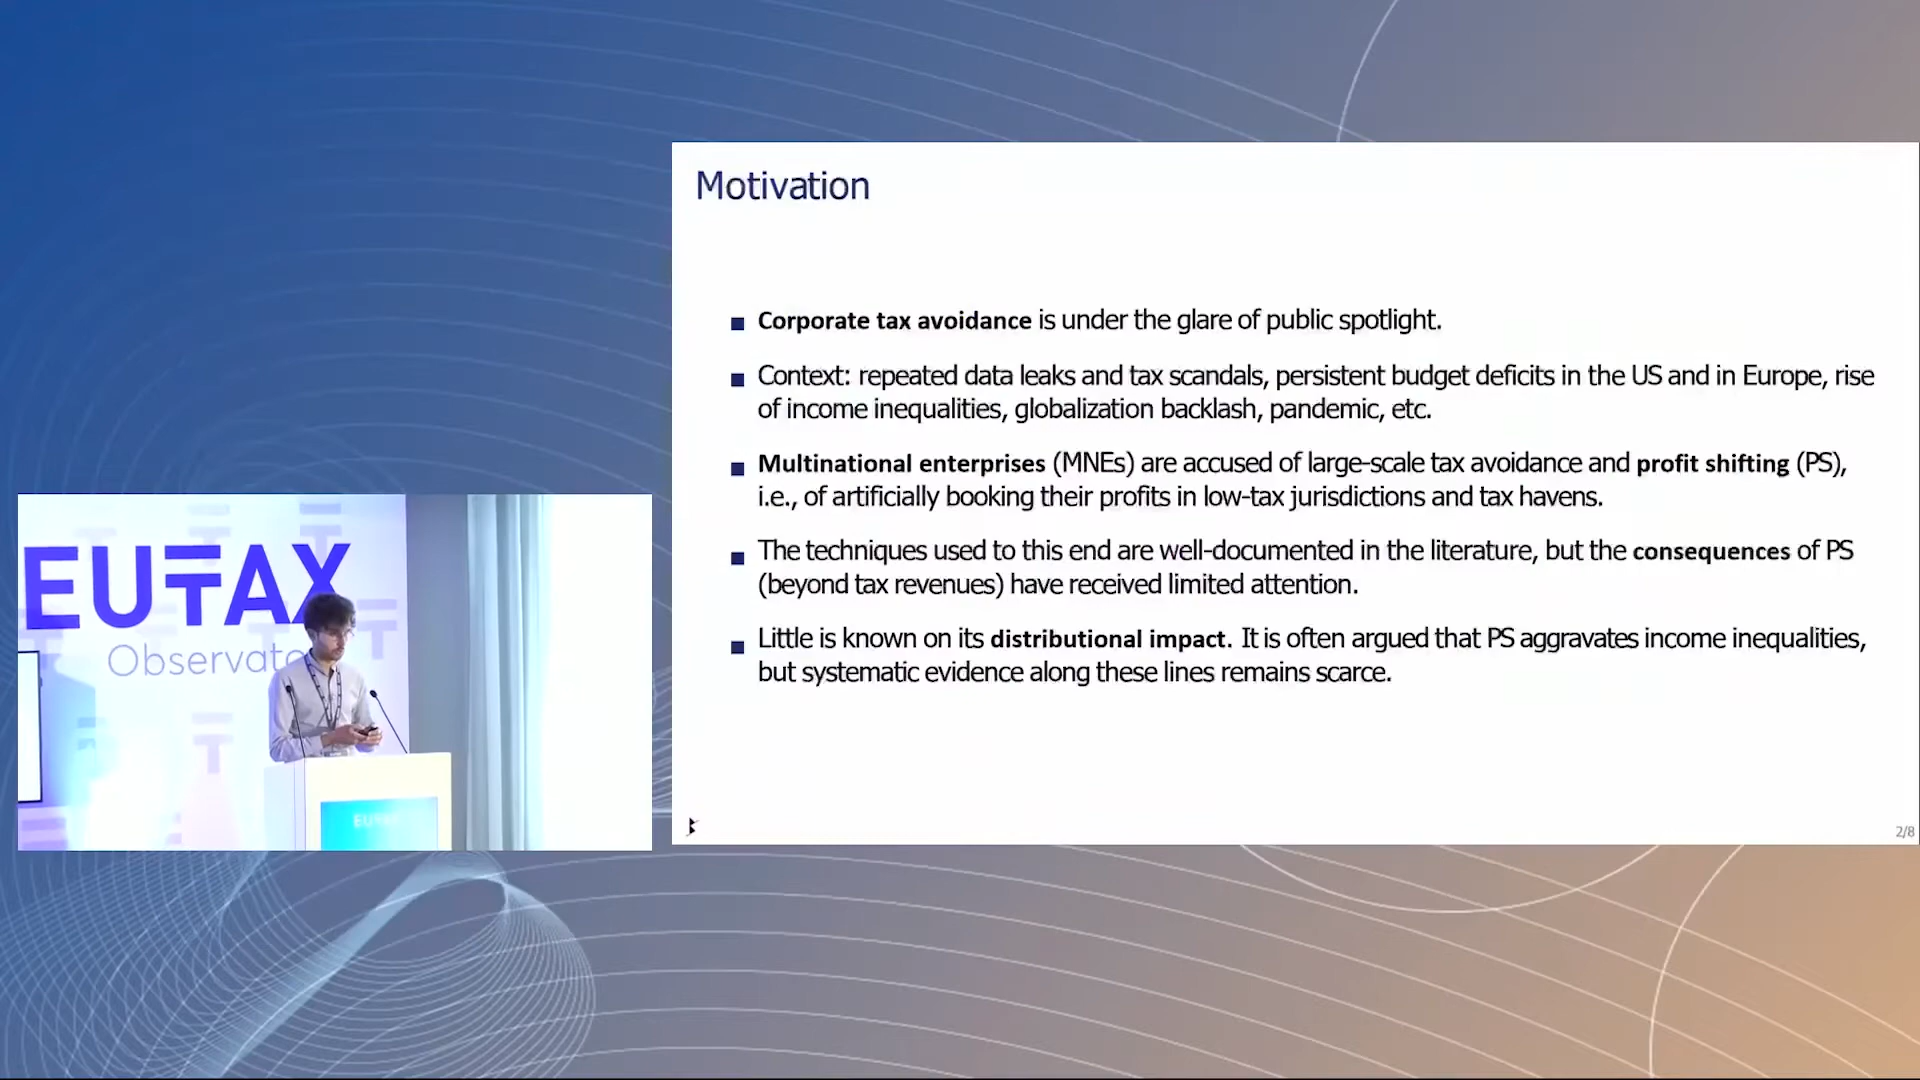 Motivation
Corporate tax avoidance is under the glare of public spotlight.
Context: repeated data leaks and tax scandals, persistent budget deficits in the US and in Europe, rise
of income inequalities, globalization backlash, pandemic, etc.
Multinational enterprises (MNEs) are accused of large-scale tax avoidance and profit shifting (PS),
i.e., of artificially booking their profits in low-tax jurisdictions and tax havens.
The techniques used to this end are well-documented in the literature, but the consequences of PS
(beyond tax revenues) have received limited attention.
Little is known on its distributional impact. It is often argued that PS aggravates income inequalities,
but systematic evidence along these lines remains scarce.
2/8
EUTAX
Observato